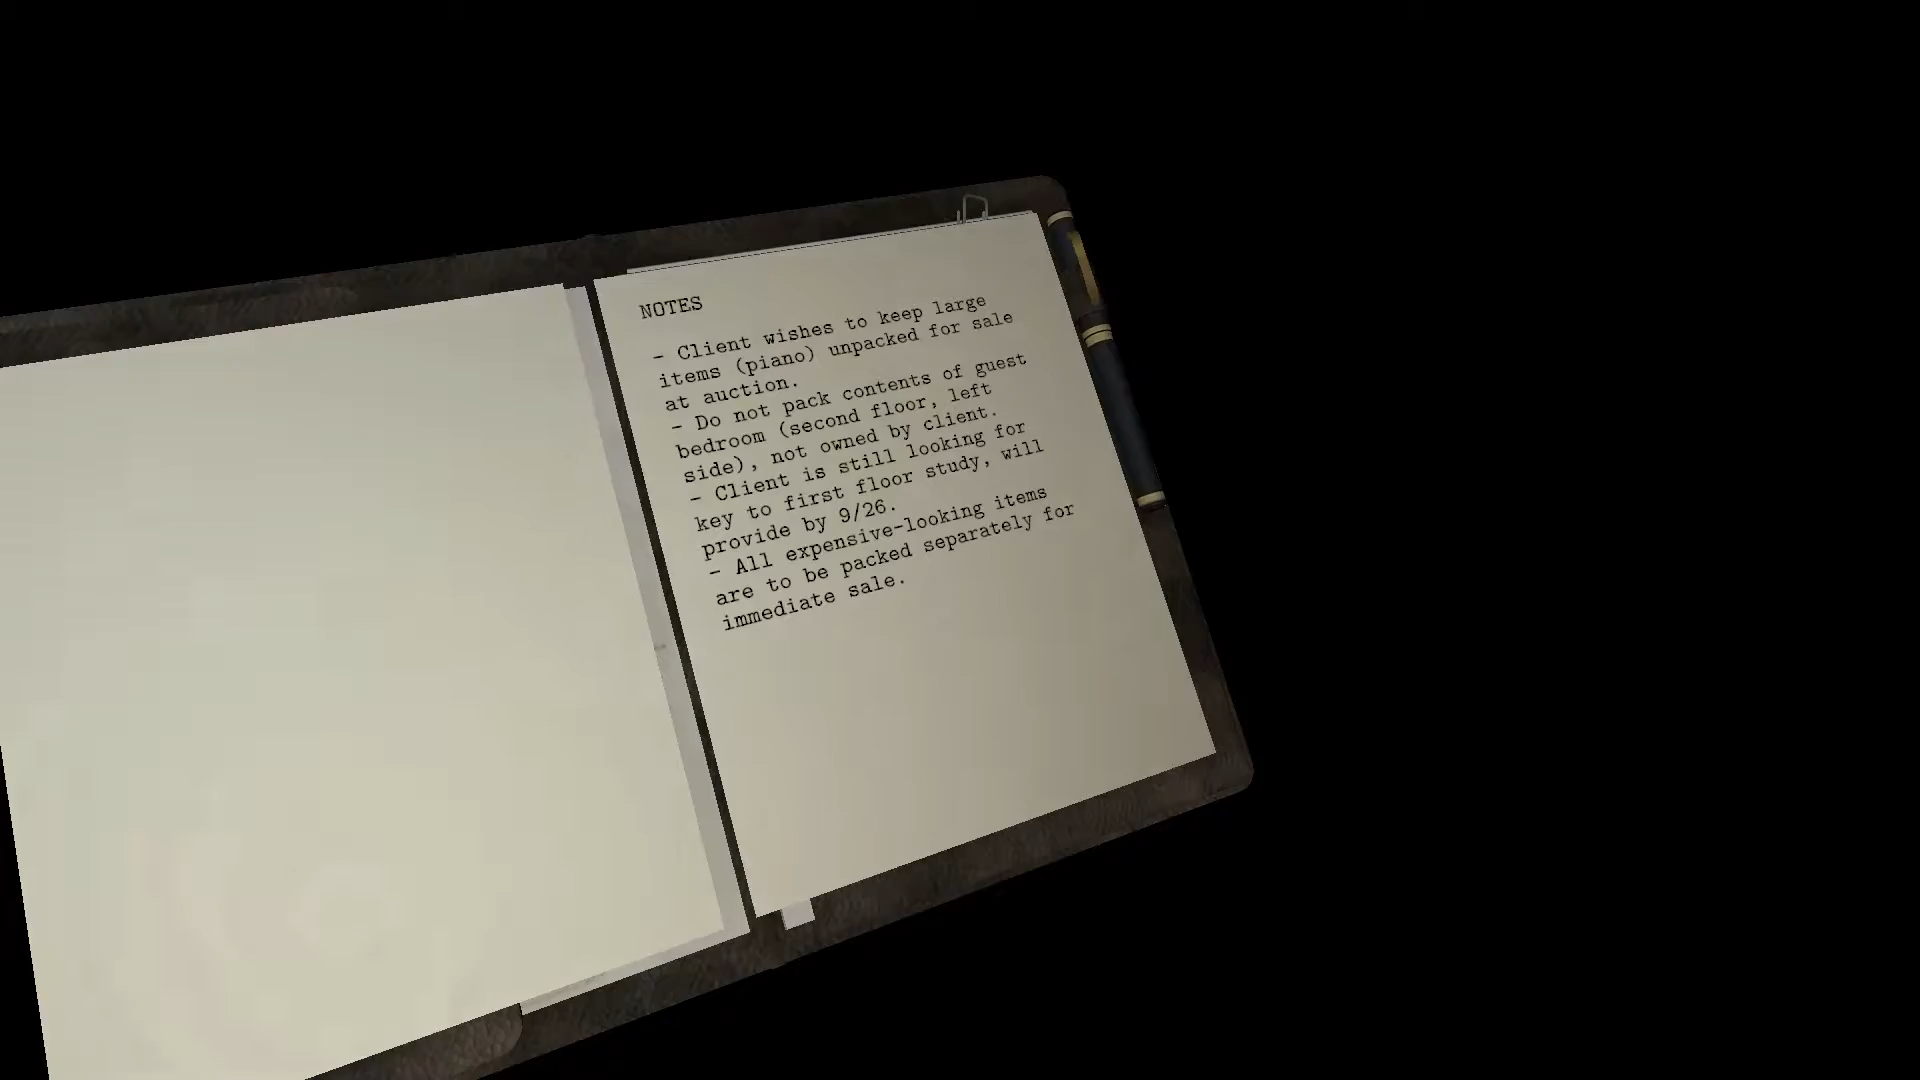 NOTES
- Client wishes to keep large
items (piano) unpacked for sale
at auction.
- Do not pack contents of guest
bedroom (second floor, left
side), not owned by client.
- Client is still looking for
key to first floor study, will
provide by 9/26.
- All expensive-looking items
are to be packed separately for
immediate sale.